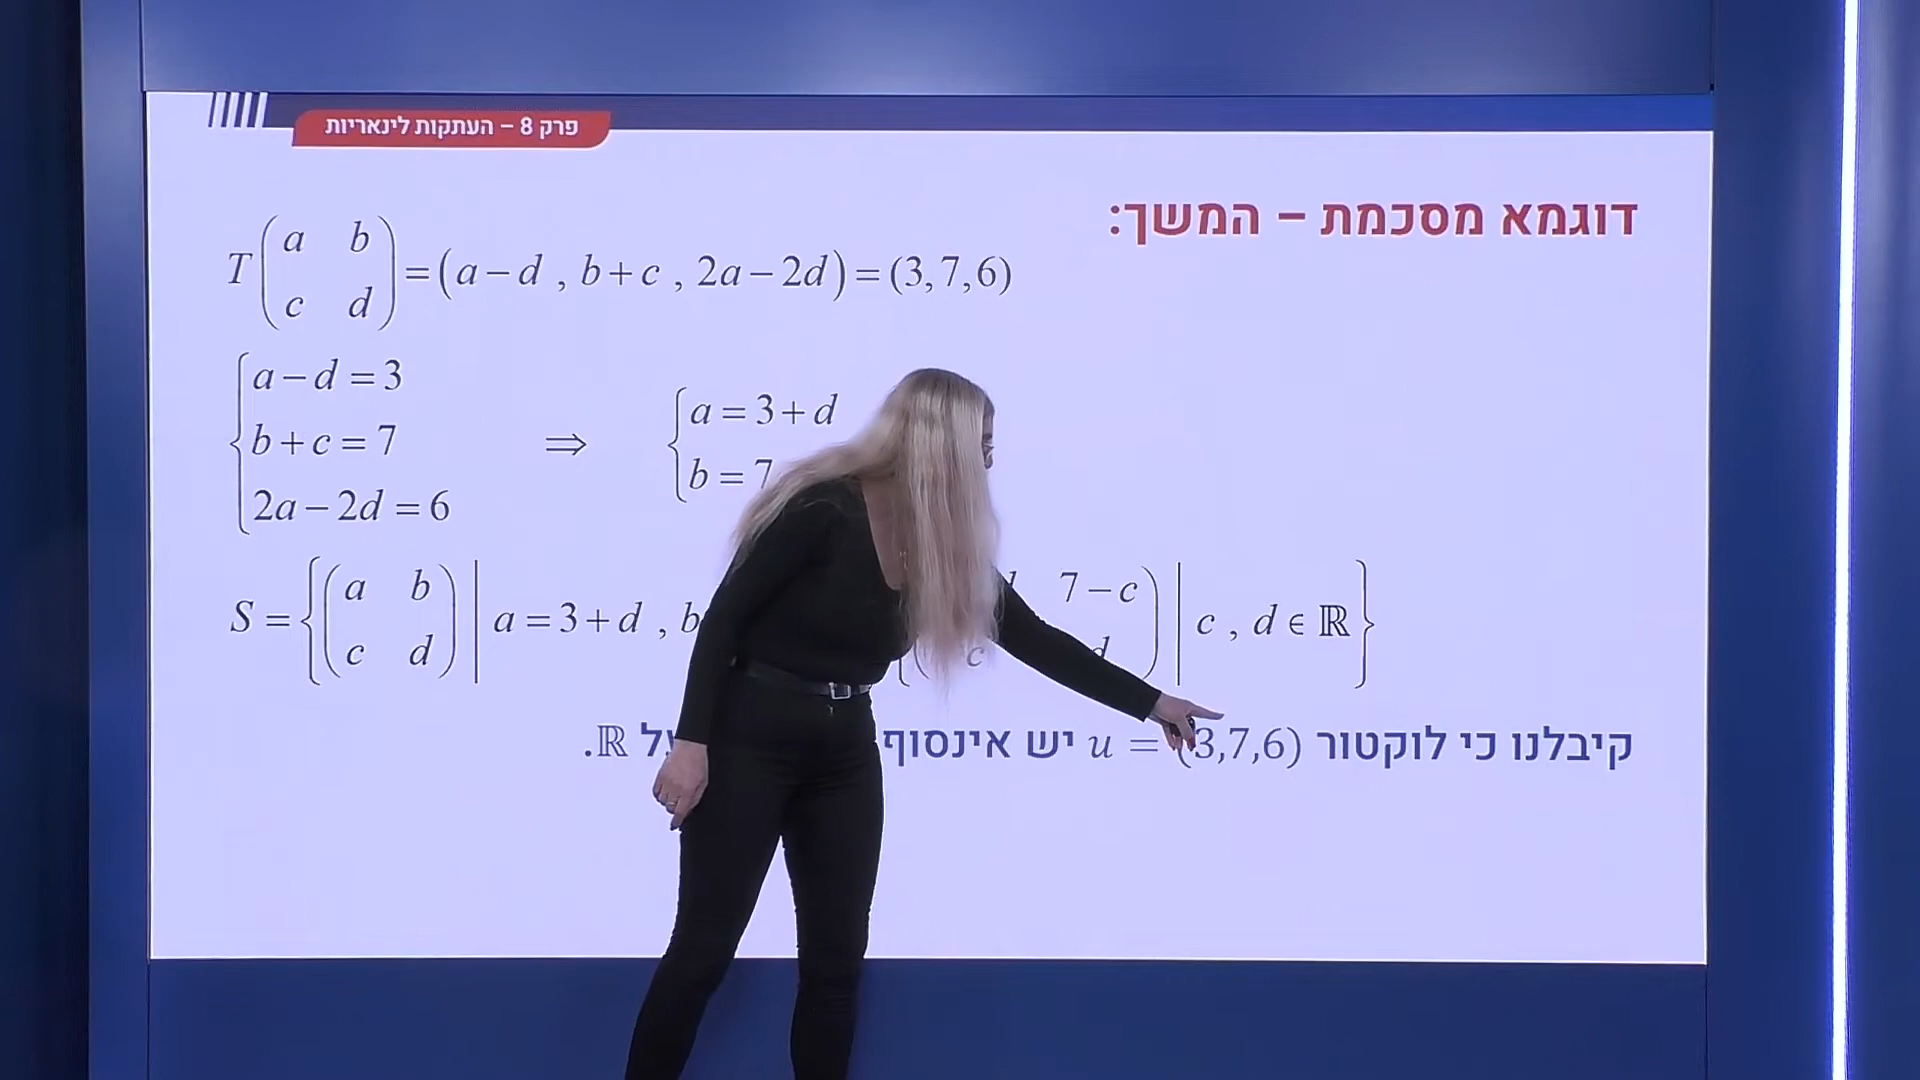 פרק 8 – העתקות לינאריות
דוגמא מסכמת – המשך:
T(a b c d) = (a − d , b + c , 2a − 2d) = (3, 7, 6)
a − d = 3
b + c = 7
2a − 2d = 6
⇒
a = 3 + d
b = 7
S = {(a b c d) | a = 3 + d , b
7 − c c d) | c , d ∈ ℝ}
קיבלנו כי לוקטור u = (3,7,6) יש אינסוף ℝ.